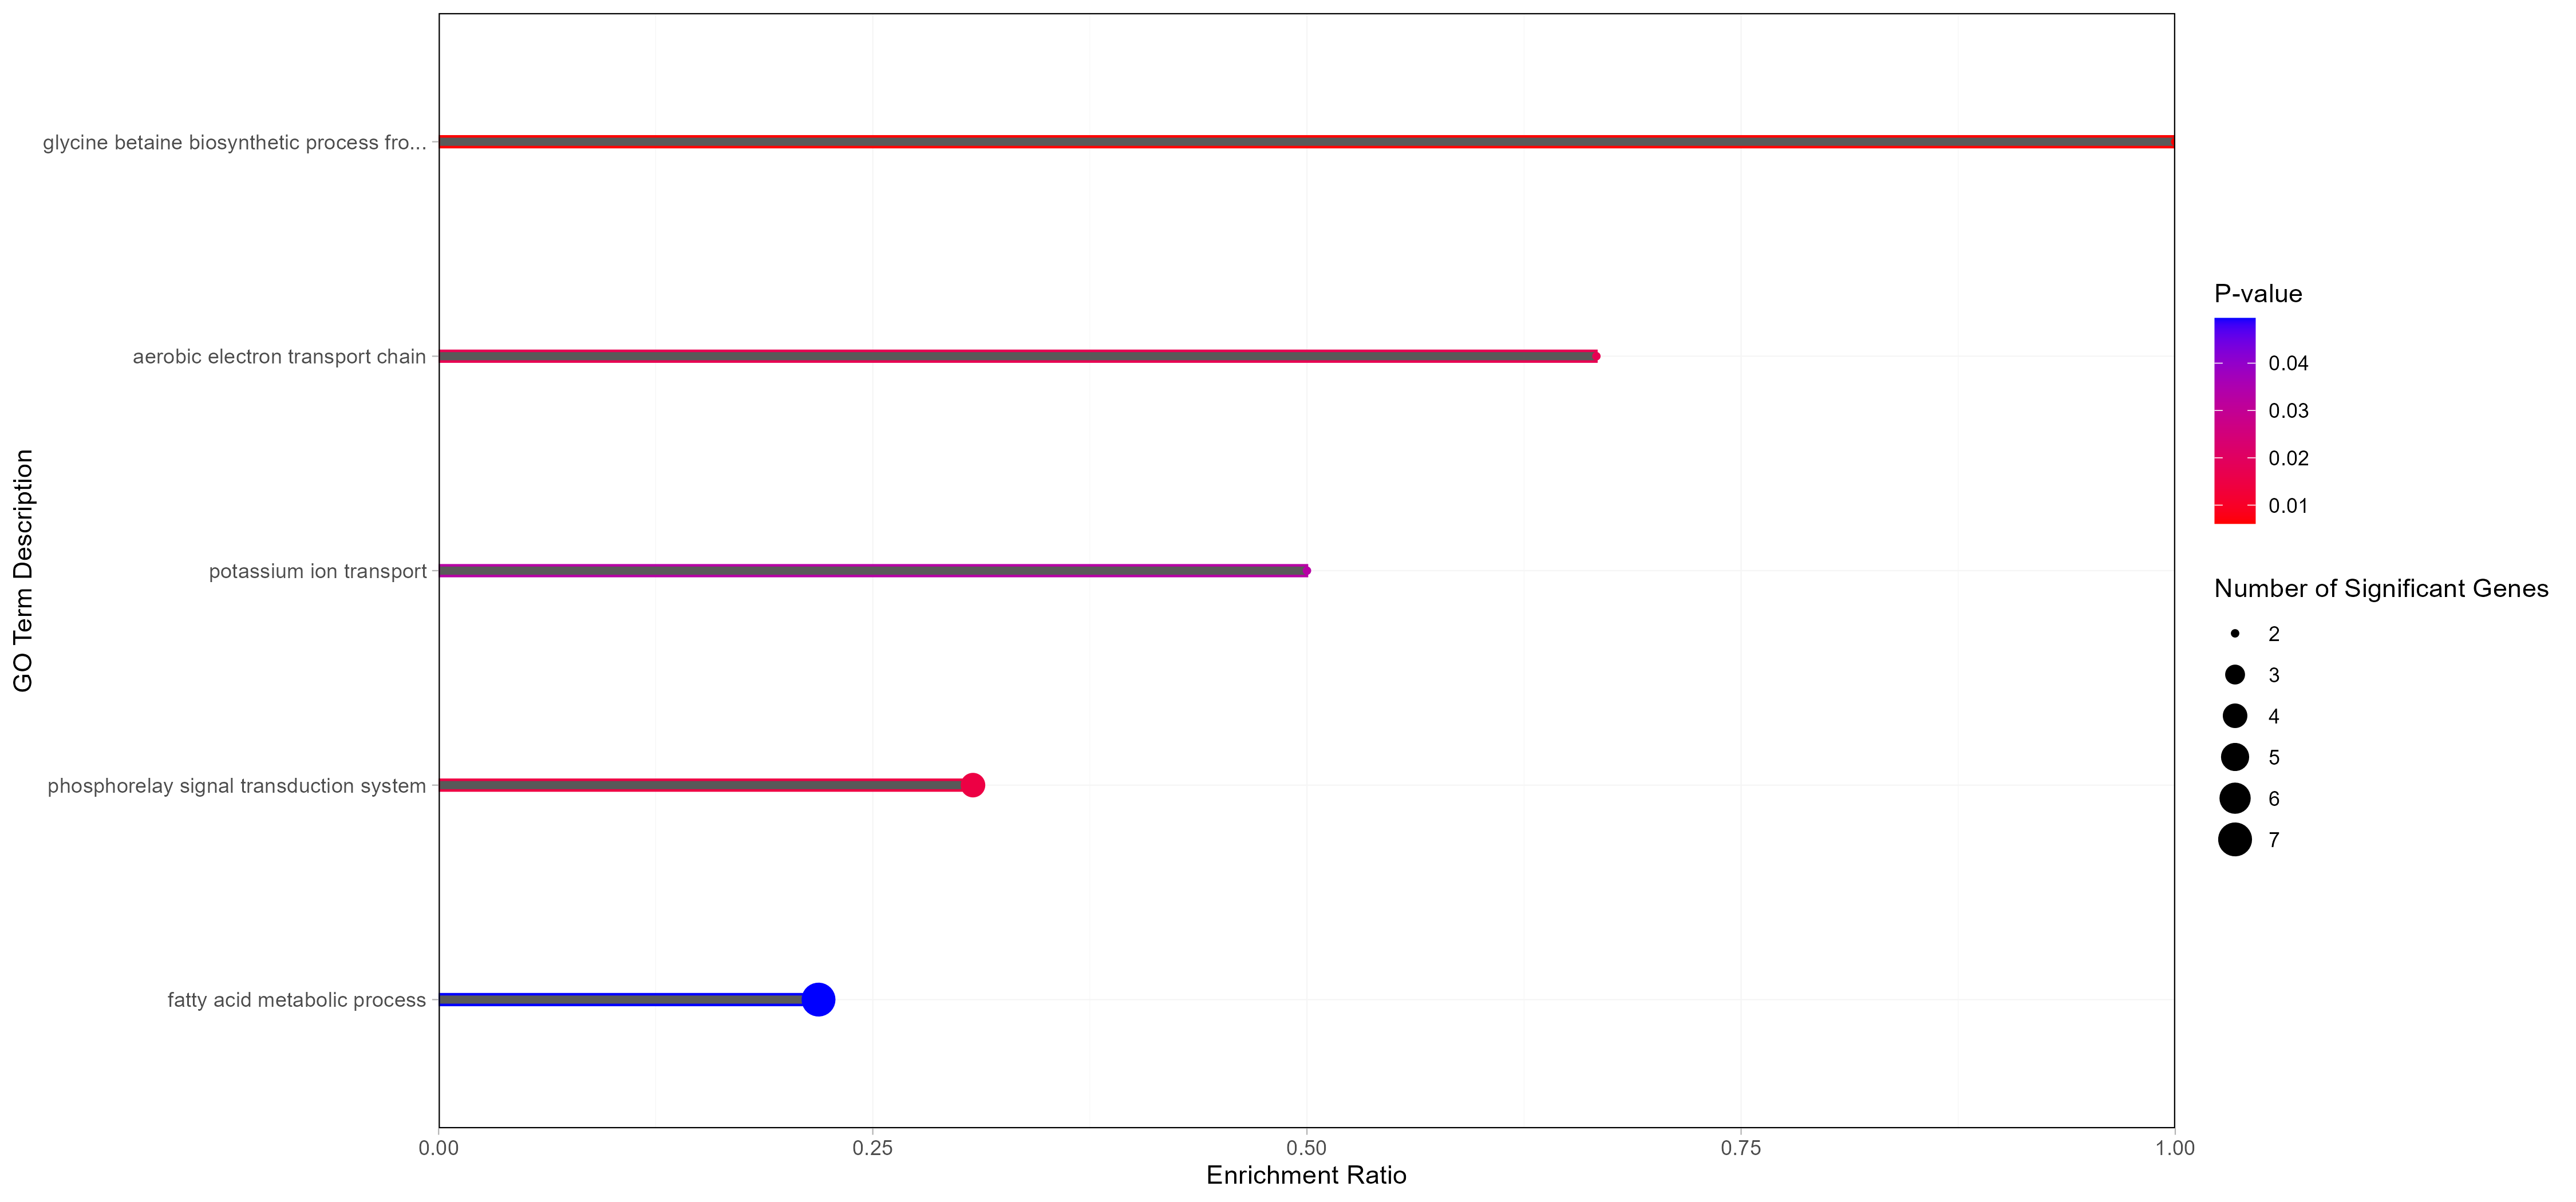 GO Term Description
glycine betaine biosynthetic process fro...
aerobic electron transport chain
potassium ion transport
phosphorelay signal transduction system
fatty acid metabolic process
0.00 0.25 0.50 0.75 1.00
Enrichment Ratio
P-value
0.04
0.03
0.02
0.01
Number of Significant Genes
2
3
4
5
6
7